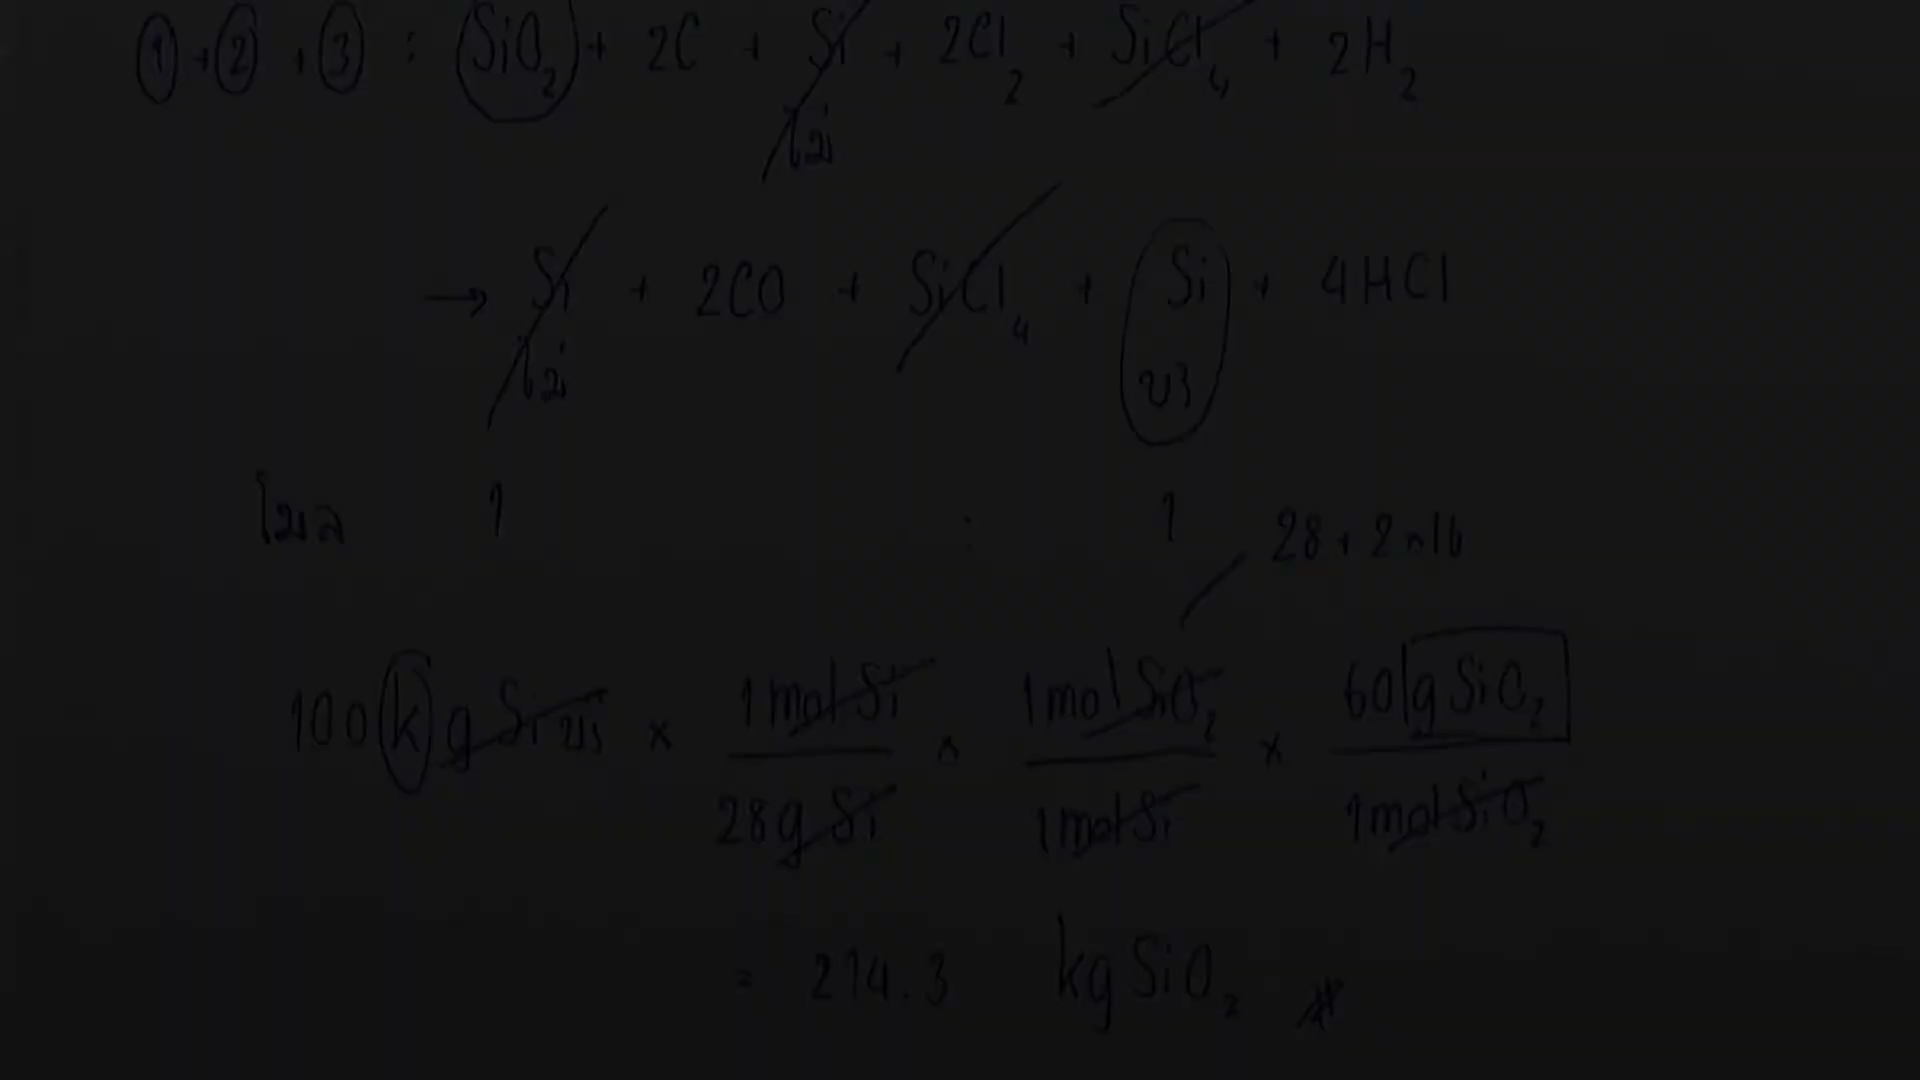 ① + ② + ③ : SiO₂ + 2C + Si + 2Cl₂ + SiCl₄ + 2H₂
ไม่
→ Si + 2CO + SiCl₄ + Si + 4HCl
ไม่ บริ
โมล 1 : 1 28 + 2×16
100 kg Si บริ × 1 mol Si / 28 g Si × 1 mol SiO₂ / 1 mol Si × 60 g SiO₂ / 1 mol SiO₂
= 214.3 kg SiO₂ #